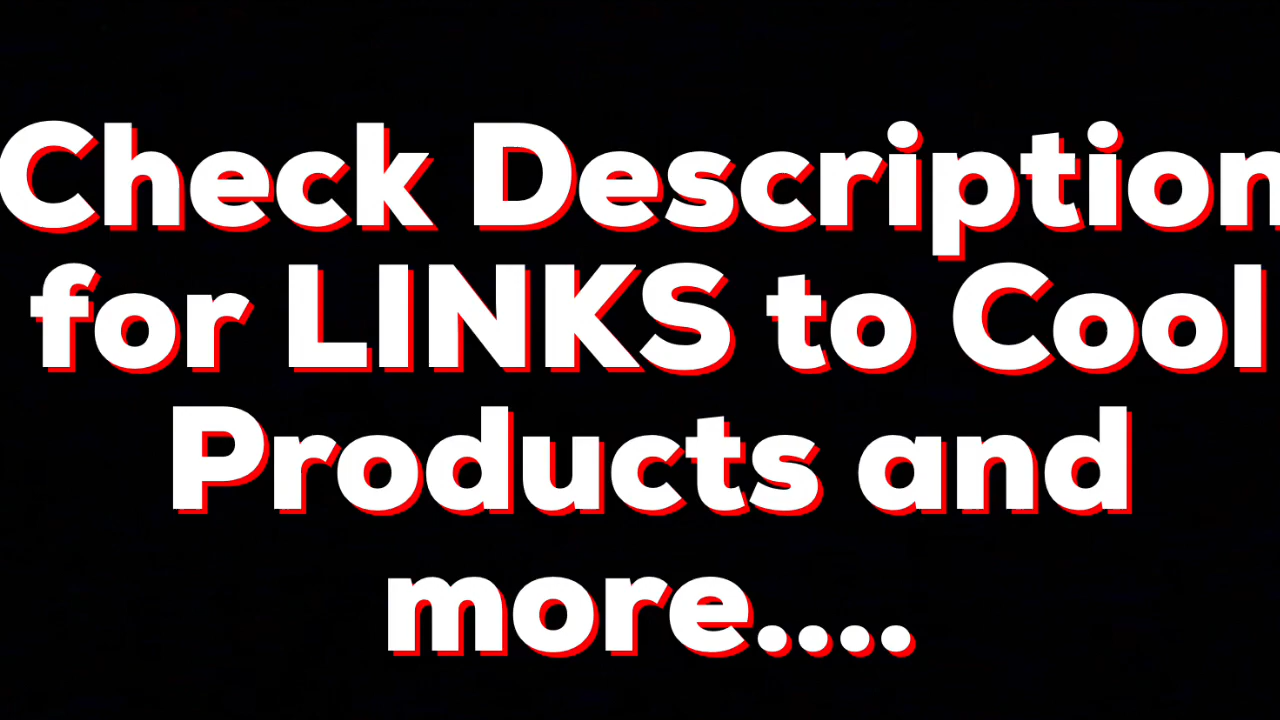 Check Description
for LINKS to Cool
Products and
more....